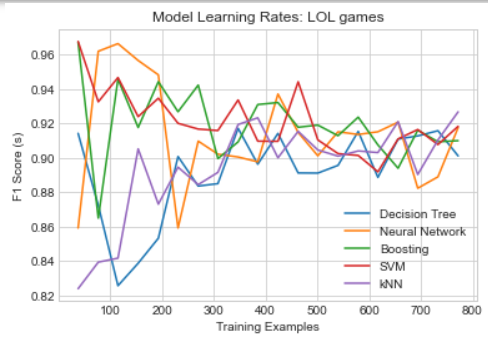 Model Learning Rates: LOL games
F1 Score (s)
0.96
0.94
0.92
0.90
0.88
0.86
0.84
0.82
Decision Tree
Neural Network
Boosting
SVM
kNN
0 100 200 300 400 500 600 700 800
Training Examples